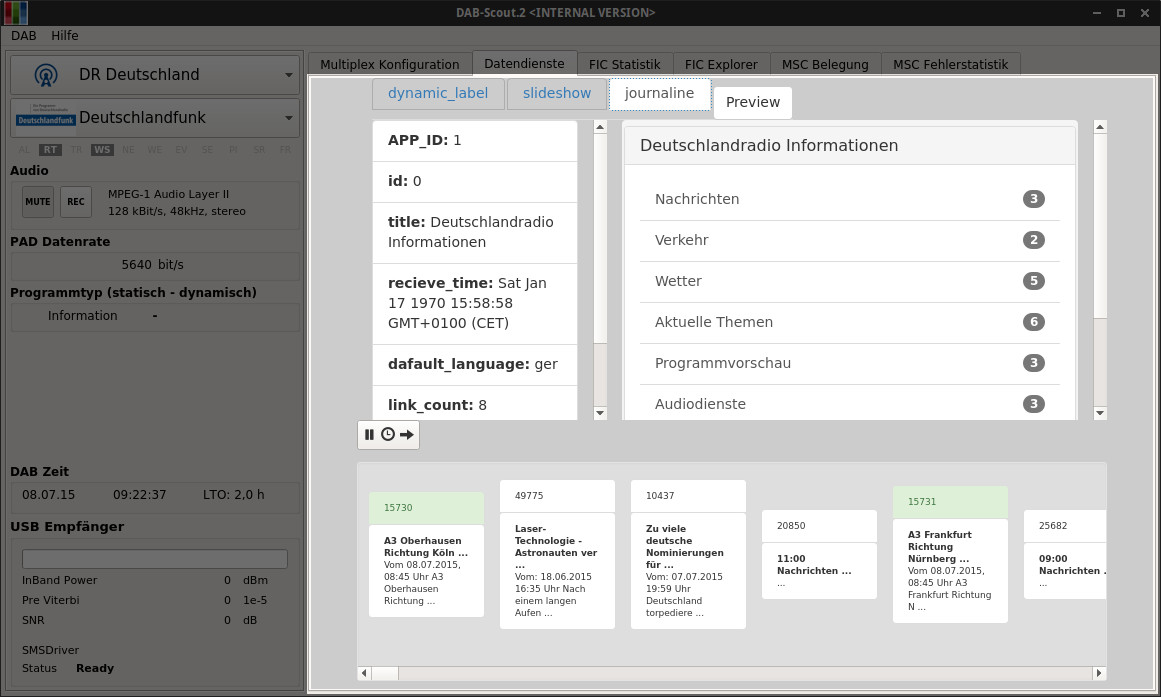 DAB-Scout.2 <INTERNAL VERSION>
DAB Hilfe
DR Deutschland
Deutschlandfunk Deutschlandfunk
AL RT TR WS NE WE EV SE PI SR FR
Audio
MUTE REC
MPEG-1 Audio Layer II
128 kBit/s, 48kHz, stereo
PAD Datenrate
5640 bit/s
Programmtyp (statisch - dynamisch)
Information -
DAB Zeit
08.07.15 09:22:37 LTO: 2,0 h
USB Empfänger
InBand Power 0 dBm
Pre Viterbi 0 1e-5
SNR 0 dB
SMSDriver
Status Ready
Multiplex Konfiguration Datendienste FIC Statistik FIC Explorer MSC Belegung MSC Fehlerstatistik
dynamic_label slideshow journaline Preview
APP_ID: 1
id: 0
title: Deutschlandradio
Informationen
recieve_time: Sat Jan
17 1970 15:58:58
GMT+0100 (CET)
dafault_language: ger
link_count: 8
Deutschlandradio Informationen
Nachrichten 3
Verkehr 2
Wetter 5
Aktuelle Themen 6
Programmvorschau 3
Audiodienste 3
15730
A3 Oberhausen
Richtung Köln ...
Vom 08.07.2015,
08:45 Uhr A3
Oberhausen
Richtung ...
49775
Laser-
Technologie -
Astronauten ver
...
Vom: 18.06.2015
16:35 Uhr Nach
einem langen
Aufen ...
10437
Zu viele
deutsche
Nominierungen
für ...
Vom: 07.07.2015
19:59 Uhr
Deutschland
torpediere ...
20850
11:00
Nachrichten ...
...
15731
A3 Frankfurt
Richtung
Nürnberg ...
Vom 08.07.2015,
08:45 Uhr A3
Frankfurt Richtung
N ...
25682
09:00
Nachrichten .
...